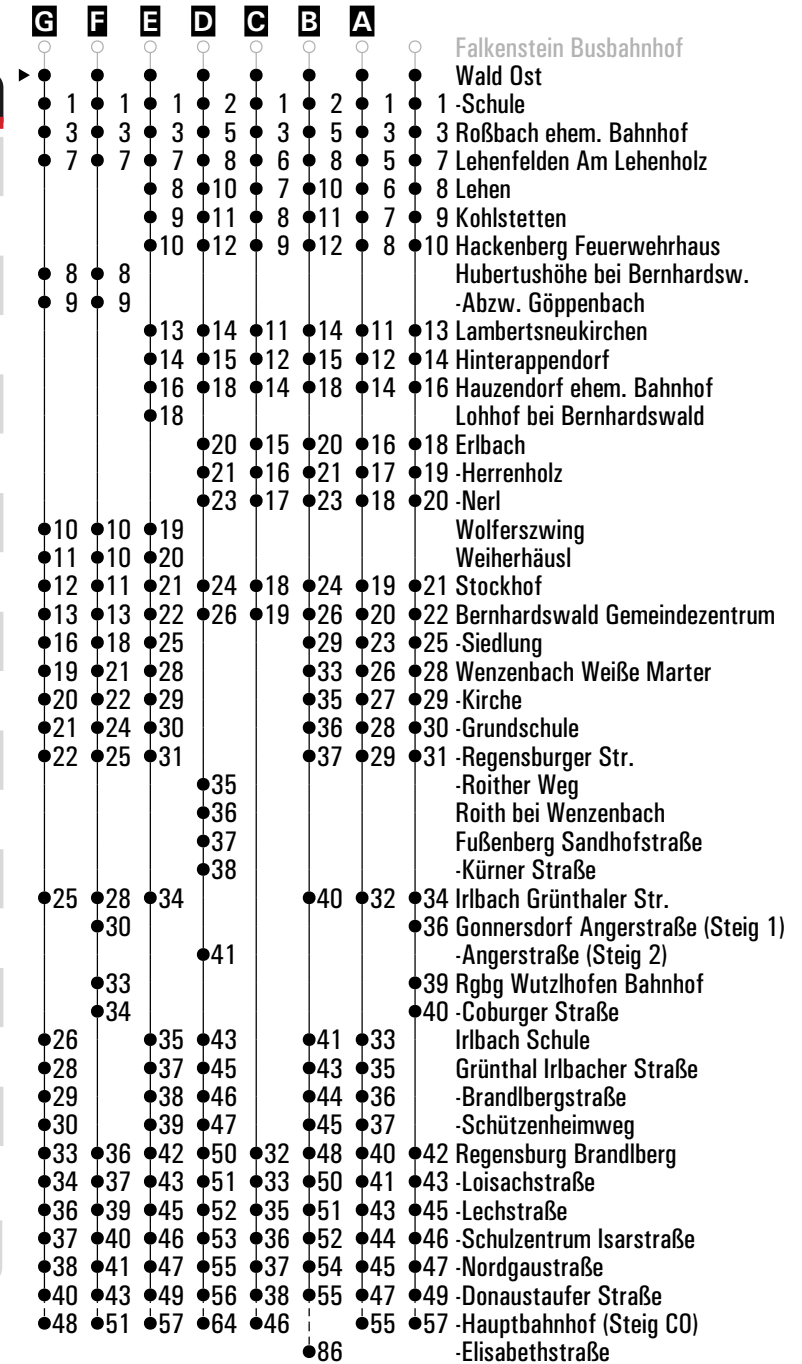 G F E D C B A
Falkenstein Busbahnhof
Wald Ost
1 1 1 2 1 2 1 1 -Schule
3 3 3 5 3 5 3 3 Roßbach ehem. Bahnhof
7 7 7 8 6 8 5 7 Lehenfelden Am Lehenholz
8 10 7 10 6 8 Lehen
9 11 8 11 7 9 Kohlstetten
10 12 9 12 8 10 Hackenberg Feuerwehrhaus
8 8 Hubertushöhe bei Bernhardsw.
9 9 -Abzw. Göppenbach
13 14 11 14 11 13 Lambertsneukirchen
14 15 12 15 12 14 Hinterappendorf
16 18 14 18 14 16 Hauzendorf ehem. Bahnhof
18 Lohhof bei Bernhardswald
20 15 20 16 18 Erlbach
21 16 21 17 19 -Herrenholz
23 17 23 18 20 -Nerl
10 10 19 Wolferszwing
11 10 20 Weiherhäusl
12 11 21 24 18 24 19 21 Stockhof
13 13 22 26 19 26 20 22 Bernhardswald Gemeindezentrum
16 18 25 29 23 25 -Siedlung
19 21 28 33 26 28 Wenzenbach Weiße Marter
20 22 29 35 27 29 -Kirche
21 24 30 36 28 30 -Grundschule
22 25 31 37 29 31 -Regensburger Str.
35 -Roither Weg
36 Roith bei Wenzenbach
37 Fußenberg Sandhofstraße
38 -Kürner Straße
25 28 34 40 32 34 Irlbach Grünthaler Str.
30 36 Gonnersdorf Angerstraße (Steig 1)
41 -Angerstraße (Steig 2)
33 39 Rgbg Wutzlhofen Bahnhof
34 40 -Coburger Straße
26 35 43 41 33 Irlbach Schule
28 37 45 43 35 Grünthal Irlbacher Straße
29 38 46 44 36 -Brandlbergstraße
30 39 47 45 37 -Schützenheimweg
33 36 42 50 32 48 40 42 Regensburg Brandlberg
34 37 43 51 33 50 41 43 -Loisachstraße
36 39 45 52 35 51 43 45 -Lechstraße
37 40 46 53 36 52 44 46 -Schulzentrum Isarstraße
38 41 47 55 37 54 45 47 -Nordgaustraße
40 43 49 56 38 55 47 49 -Donaustaufer Straße
48 51 57 64 46 55 57 -Hauptbahnhof (Steig C0)
86 -Elisabethstraße